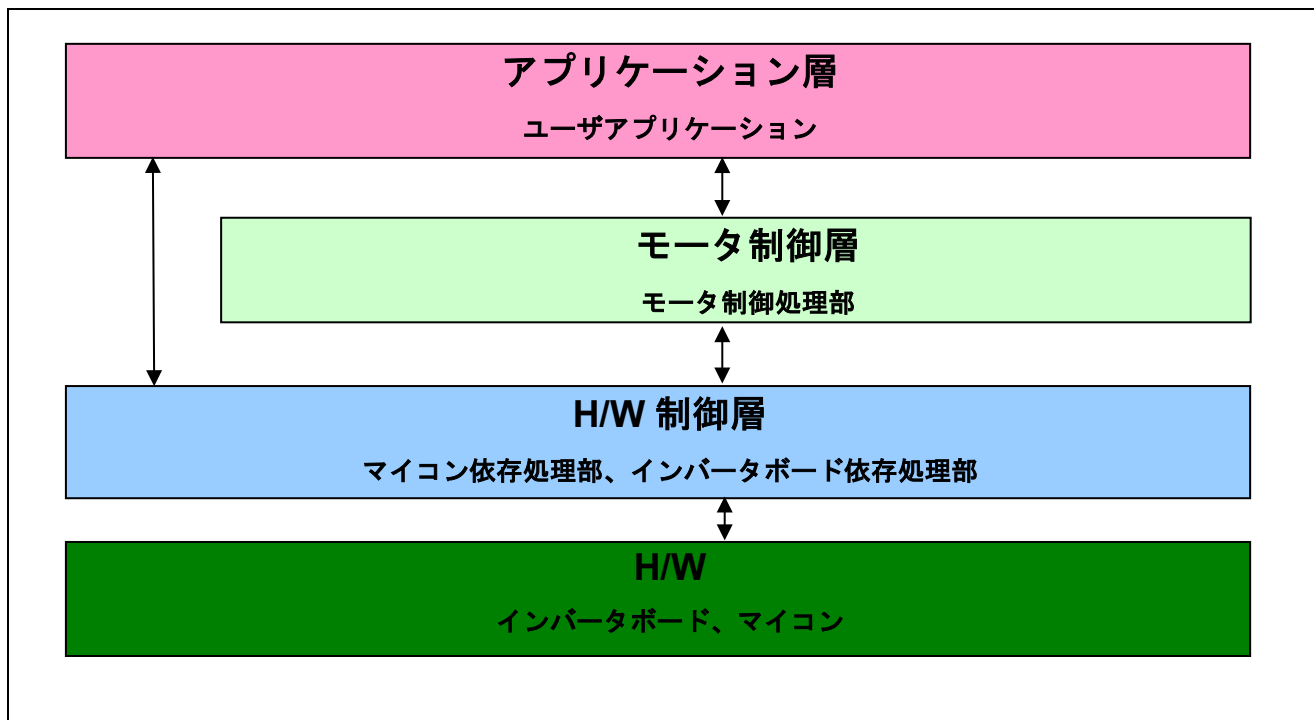 アプリケーション層
ユーザアプリケーション
モータ制御層
モータ制御処理部
H/W 制御層
マイコン依存処理部、インバータボード依存処理部
H/W
インバータボード、マイコン